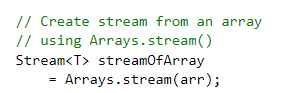 // Create stream from an array
// using Arrays.stream()
Stream<T> streamOfArray
    = Arrays.stream(arr);